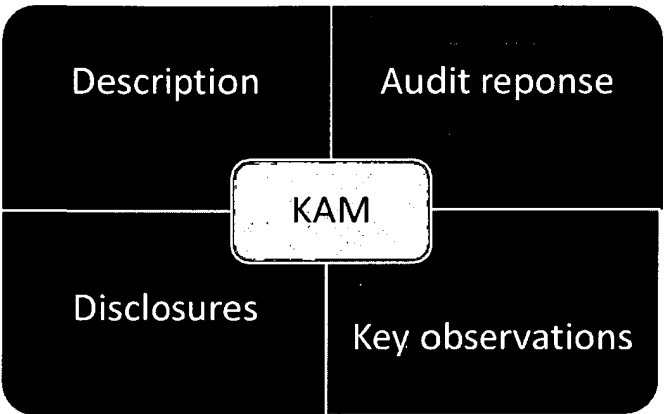 Description
Audit reponse
KAM
Disclosures
Key observations